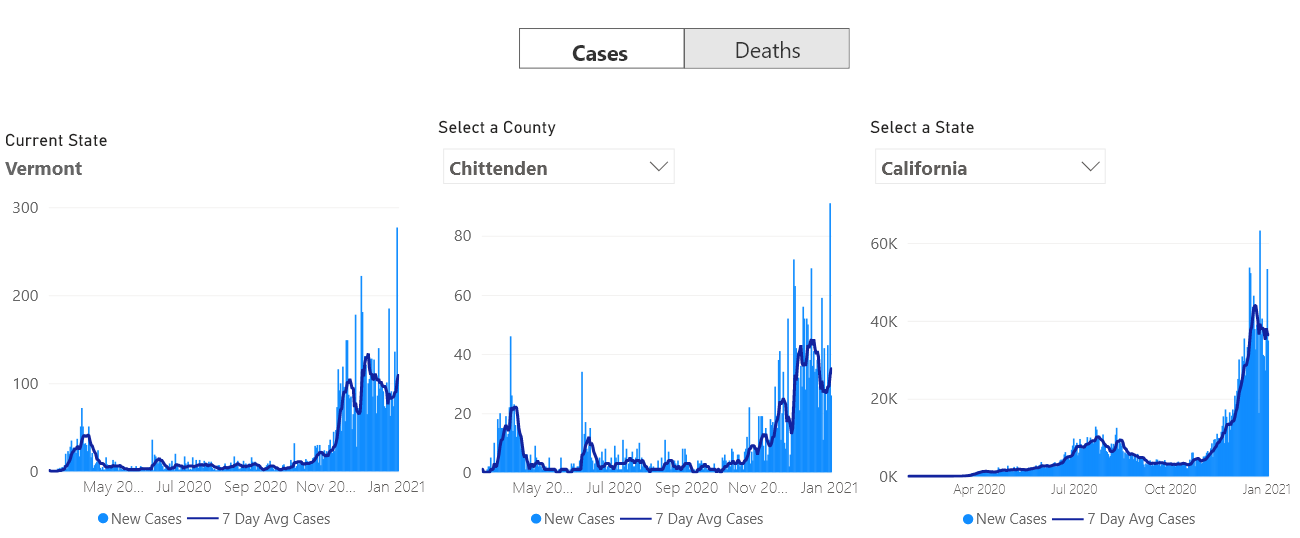 Cases Deaths
Current State
Vermont
300
200
100
0
May 20... Jul 2020 Sep 2020 Nov 20... Jan 2021
New Cases 7 Day Avg Cases
Select a County
Chittenden
80
60
40
20
0
May 20... Jul 2020 Sep 2020 Nov 20... Jan 2021
New Cases 7 Day Avg Cases
Select a State
California
60K
40K
20K
0K
Apr 2020 Jul 2020 Oct 2020 Jan 2021
New Cases 7 Day Avg Cases